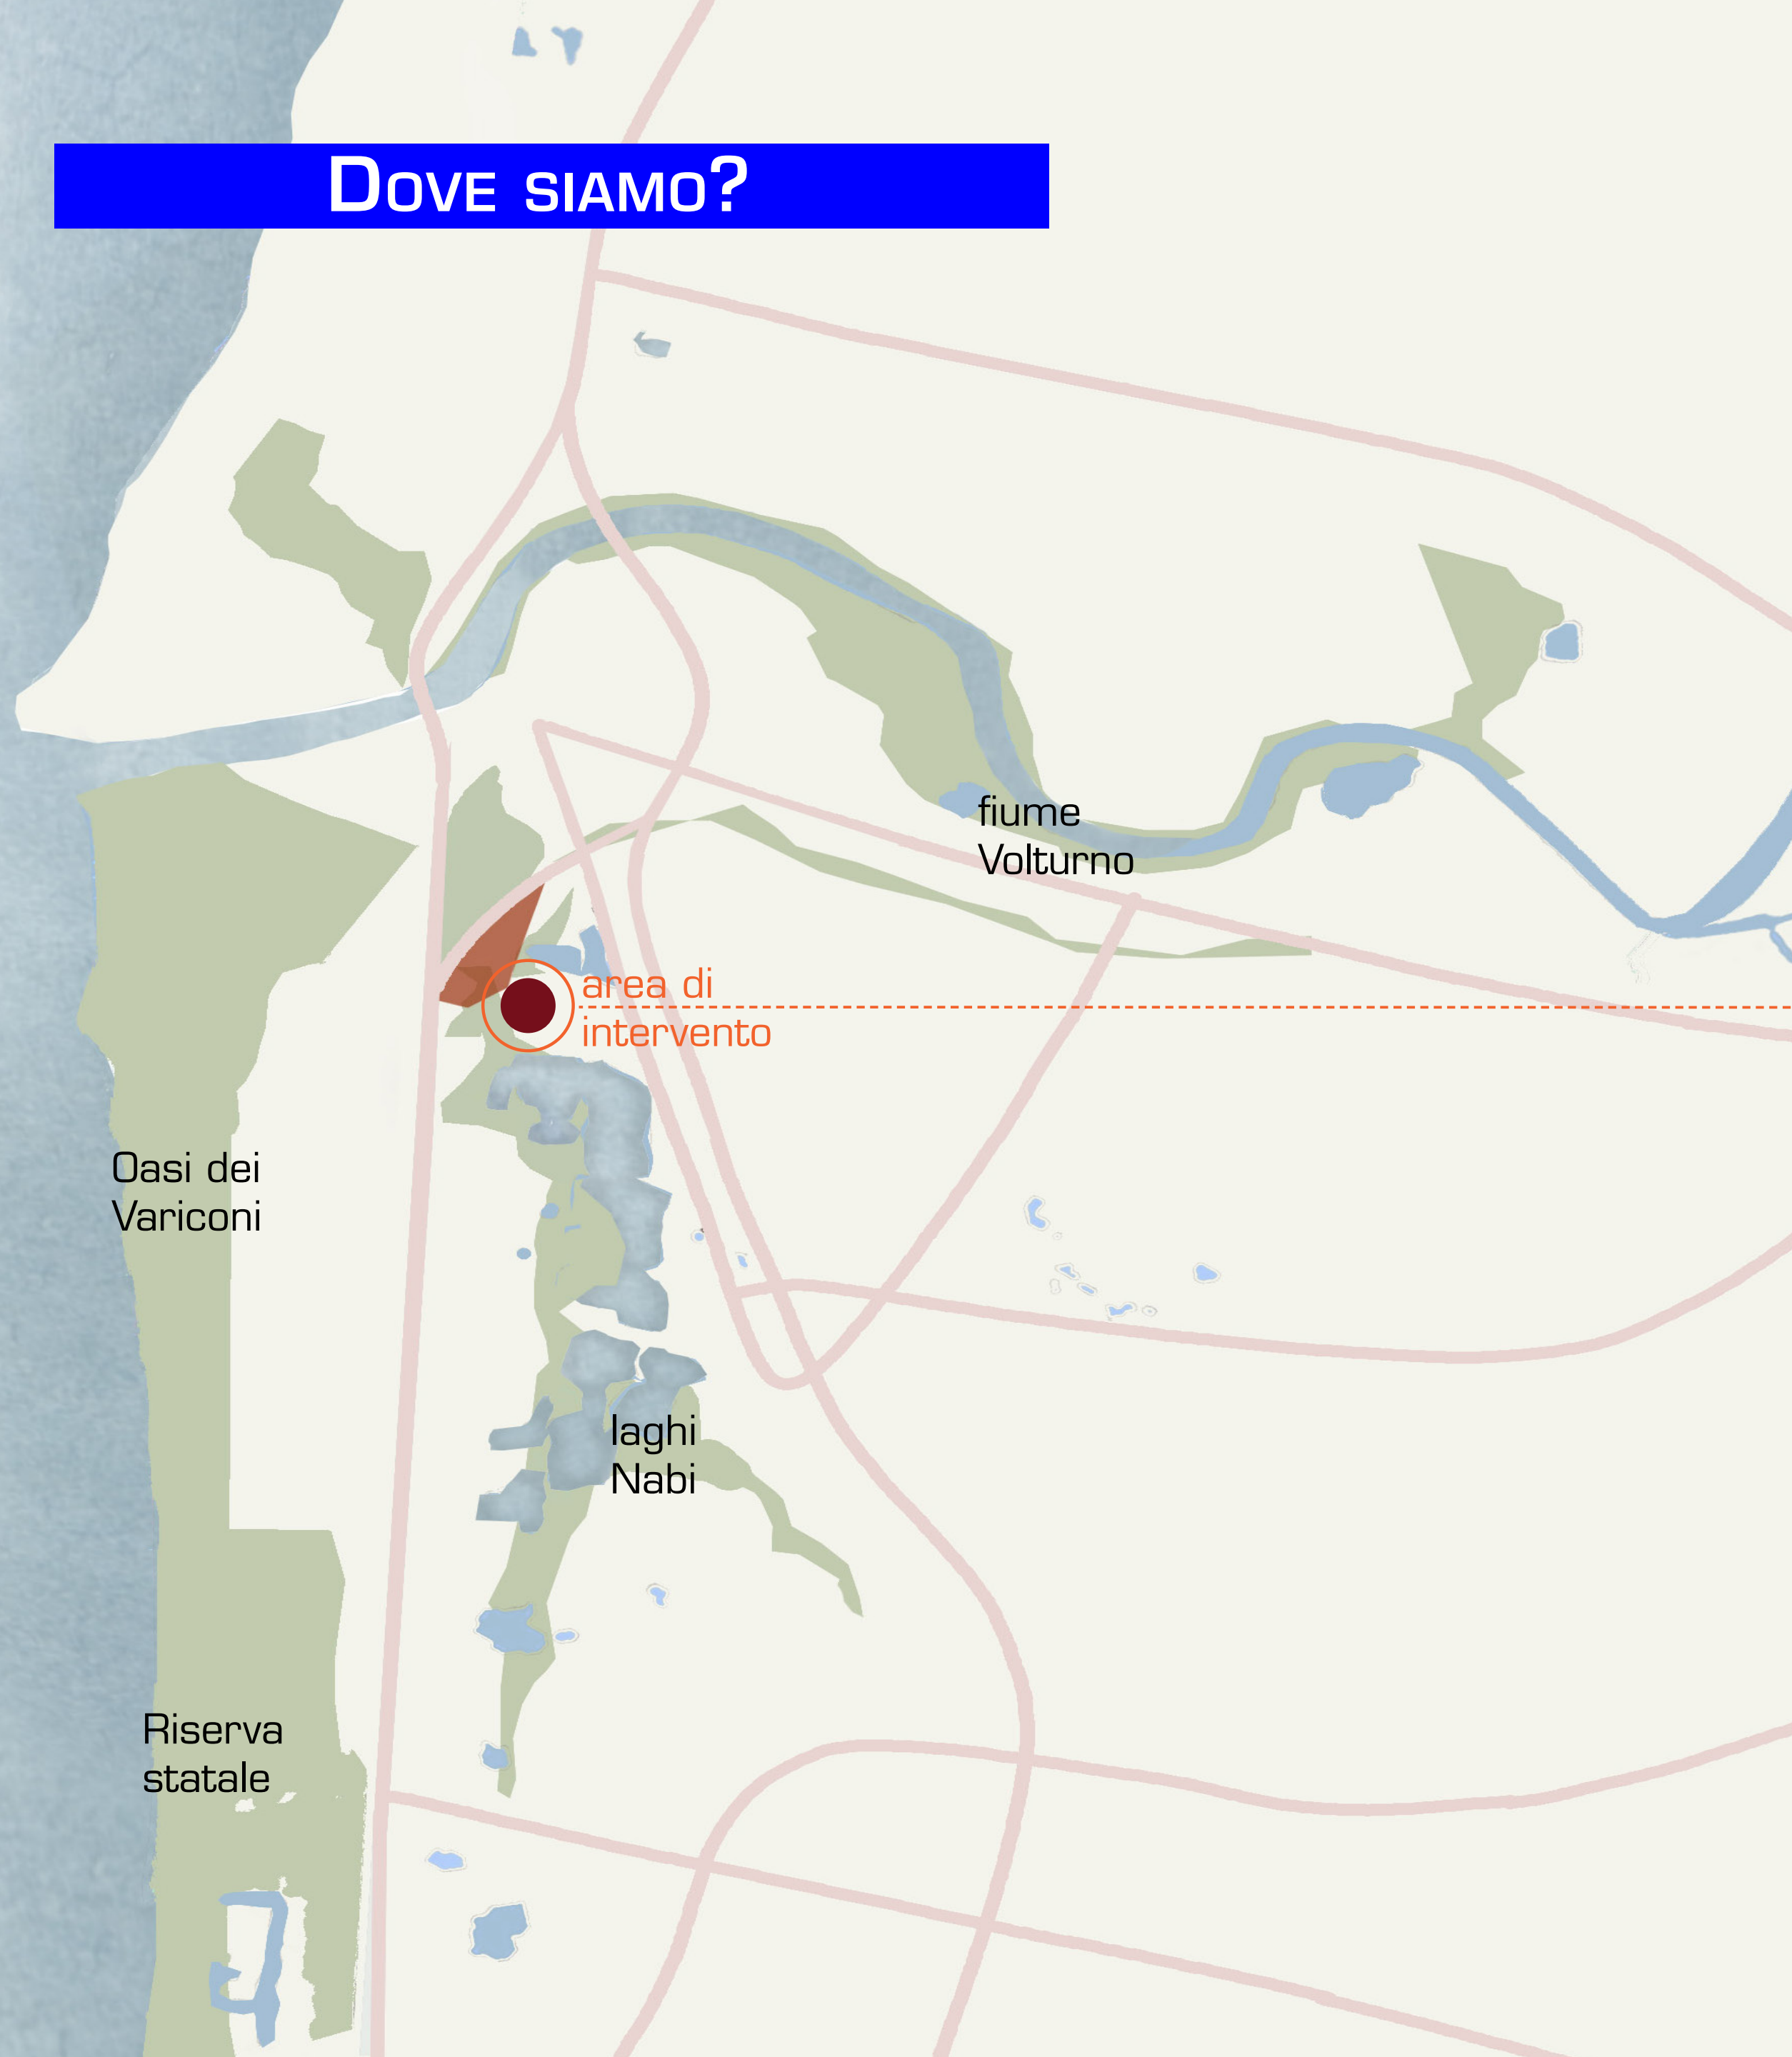 DOVE SIAMO?
fiume
Volturno
area di
intervento
Oasi dei
Variconi
laghi
Nabi
Riserva
statale